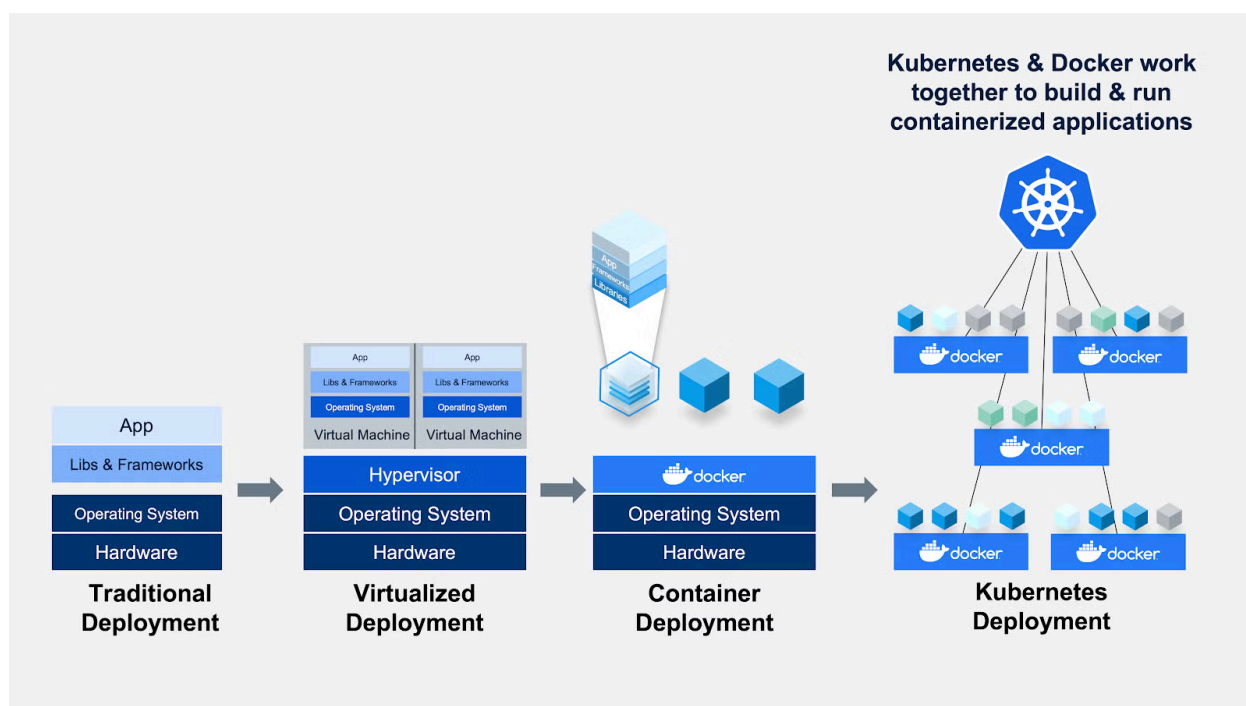 Kubernetes & Docker work
together to build & run
containerized applications
App
Libs & Frameworks
Operating System
Hardware
Traditional
Deployment
App
Libs & Frameworks
Operating System
Virtual Machine
App
Libs & Frameworks
Operating System
Virtual Machine
Hypervisor
Operating System
Hardware
Virtualized
Deployment
App
Frameworks
Libraries
docker
Operating System
Hardware
Container
Deployment
docker
docker
docker
docker
docker
Kubernetes
Deployment